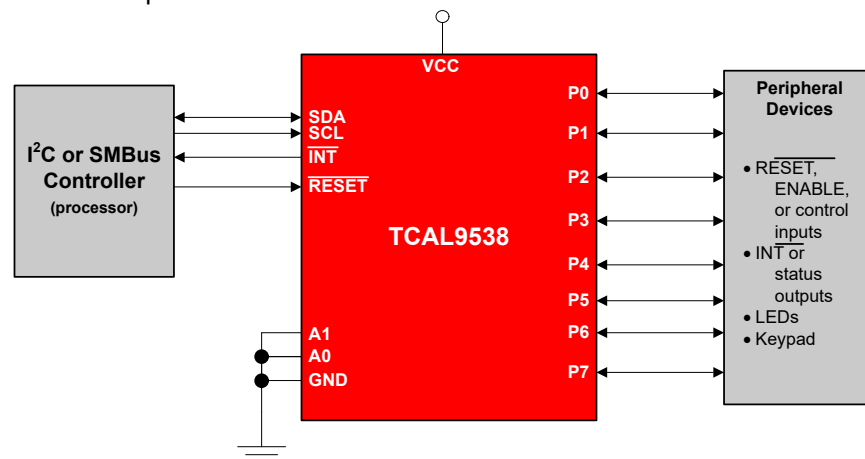 VCC
I²C or SMBus
Controller
(processor)
SDA
SCL
INT
RESET
TCAL9538
A1
A0
GND
P0
P1
P2
P3
P4
P5
P6
P7
Peripheral
Devices
• RESET,
ENABLE,
or control
inputs
• INT or
status
outputs
• LEDs
• Keypad